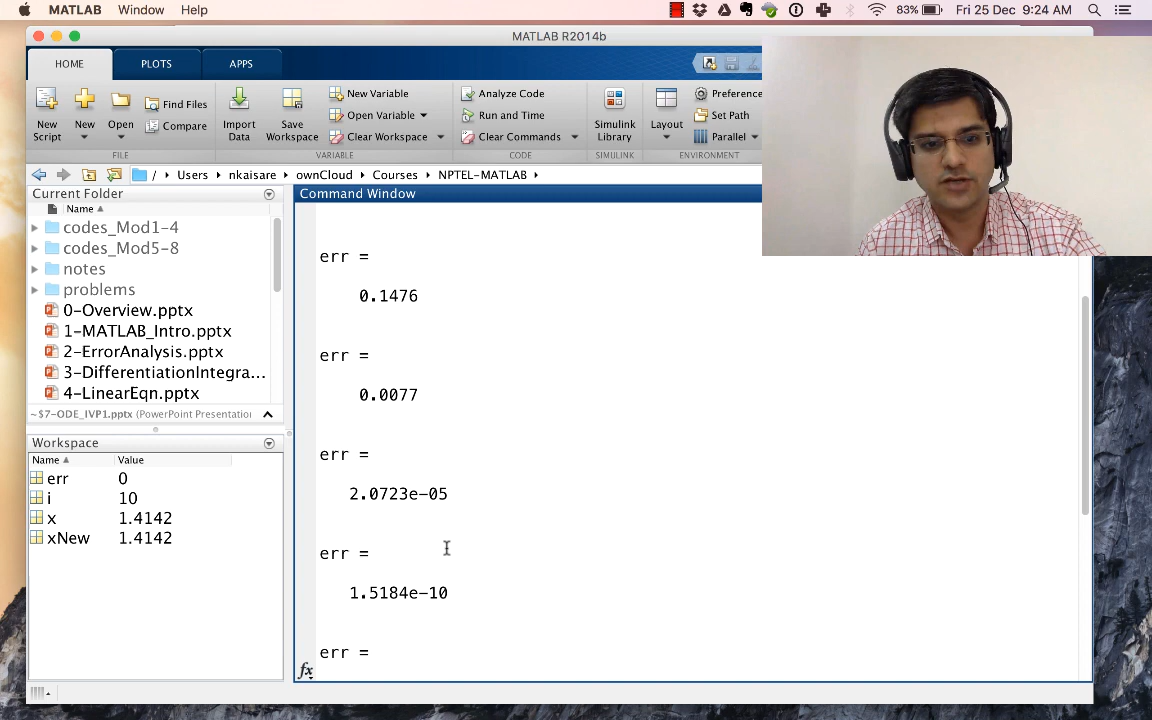 MATLAB Window Help 83% Fri 25 Dec 9:24 AM
MATLAB R2014b
HOME PLOTS APPS
New Script
New
Open
Find Files
Compare
FILE
Import Data
Save Workspace
New Variable
Open Variable
Clear Workspace
VARIABLE
Analyze Code
Run and Time
Clear Commands
CODE
Simulink Library
SIMULINK
Layout
Preference
Set Path
Parallel
ENVIRONMENT
/ Users nkaisare ownCloud Courses NPTEL-MATLAB
Current Folder
Name
codes_Mod1-4
codes_Mod5-8
notes
problems
0-Overview.pptx
1-MATLAB_Intro.pptx
2-ErrorAnalysis.pptx
3-DifferentiationIntegra...
4-LinearEqn.pptx
~$7-ODE_IVP1.pptx (PowerPoint Presentatio
Workspace
Name Value
err 0
i 10
x 1.4142
xNew 1.4142
Command Window
err =
0.1476
err =
0.0077
err =
2.0723e-05
err =
1.5184e-10
err =
fx